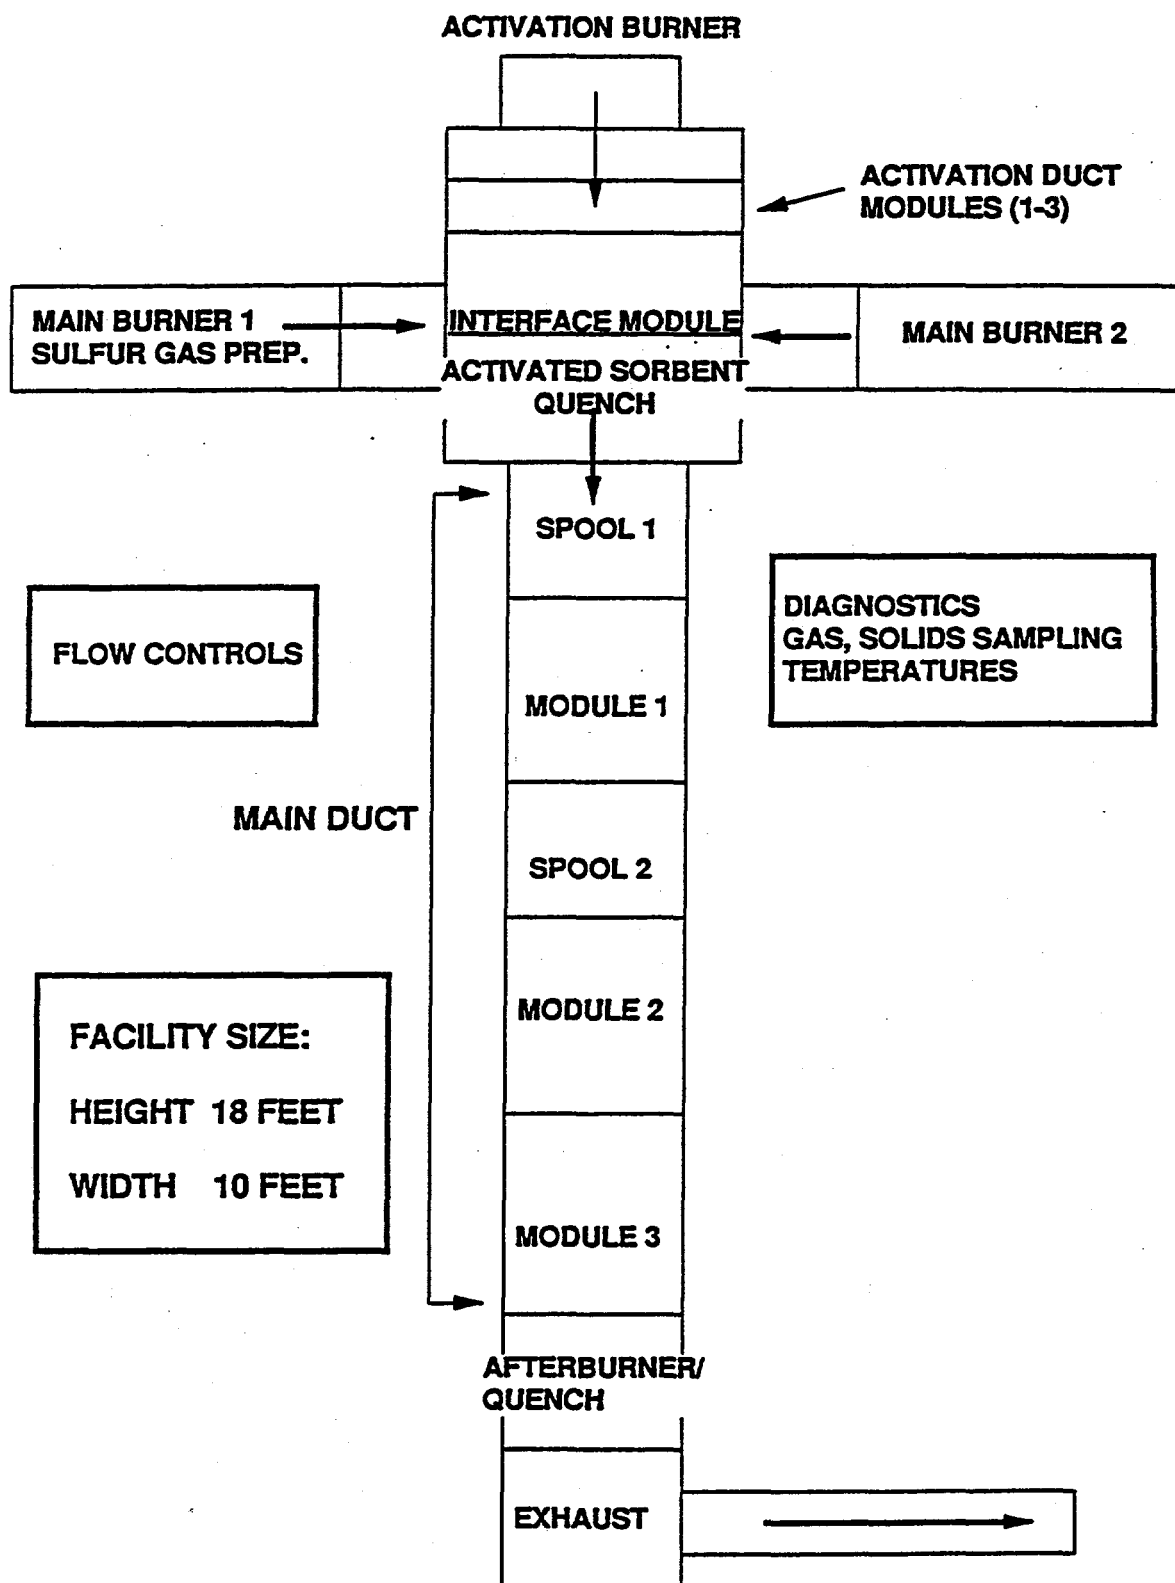 ACTIVATION BURNER
ACTIVATION DUCT
MODULES (1-3)
MAIN BURNER 1
SULFUR GAS PREP.
INTERFACE MODULE
MAIN BURNER 2
ACTIVATED SORBENT
QUENCH
SPOOL 1
FLOW CONTROLS
DIAGNOSTICS
GAS, SOLIDS SAMPLING
TEMPERATURES
MODULE 1
MAIN DUCT
SPOOL 2
MODULE 2
FACILITY SIZE:
HEIGHT 18 FEET
WIDTH 10 FEET
MODULE 3
AFTERBURNER/
QUENCH
EXHAUST